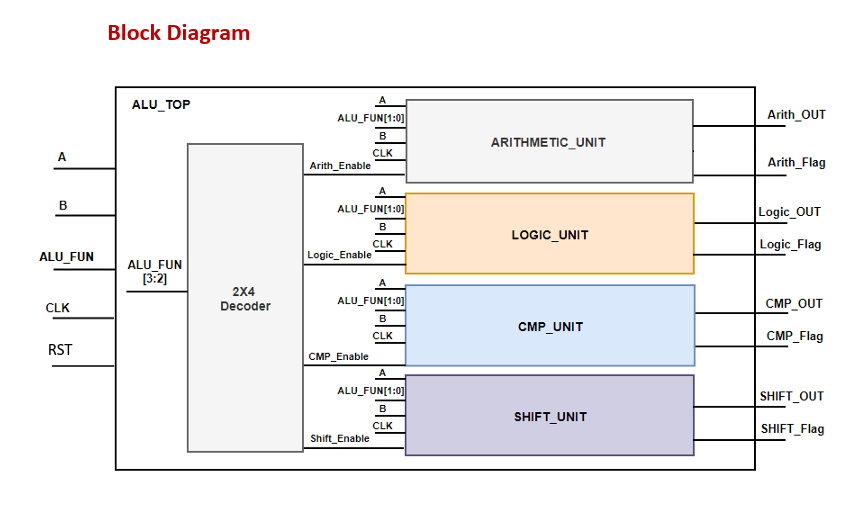 Block Diagram
ALU_TOP
A
B
ALU_FUN
CLK
RST
ALU_FUN
[3:2]
2X4
Decoder
A
ALU_FUN[1:0]
B
CLK
Arith_Enable
ARITHMETIC_UNIT
Arith_OUT
Arith_Flag
A
ALU_FUN[1:0]
B
CLK
Logic_Enable
LOGIC_UNIT
Logic_OUT
Logic_Flag
A
ALU_FUN[1:0]
B
CLK
CMP_Enable
CMP_UNIT
CMP_OUT
CMP_Flag
A
ALU_FUN[1:0]
B
CLK
Shift_Enable
SHIFT_UNIT
SHIFT_OUT
SHIFT_Flag